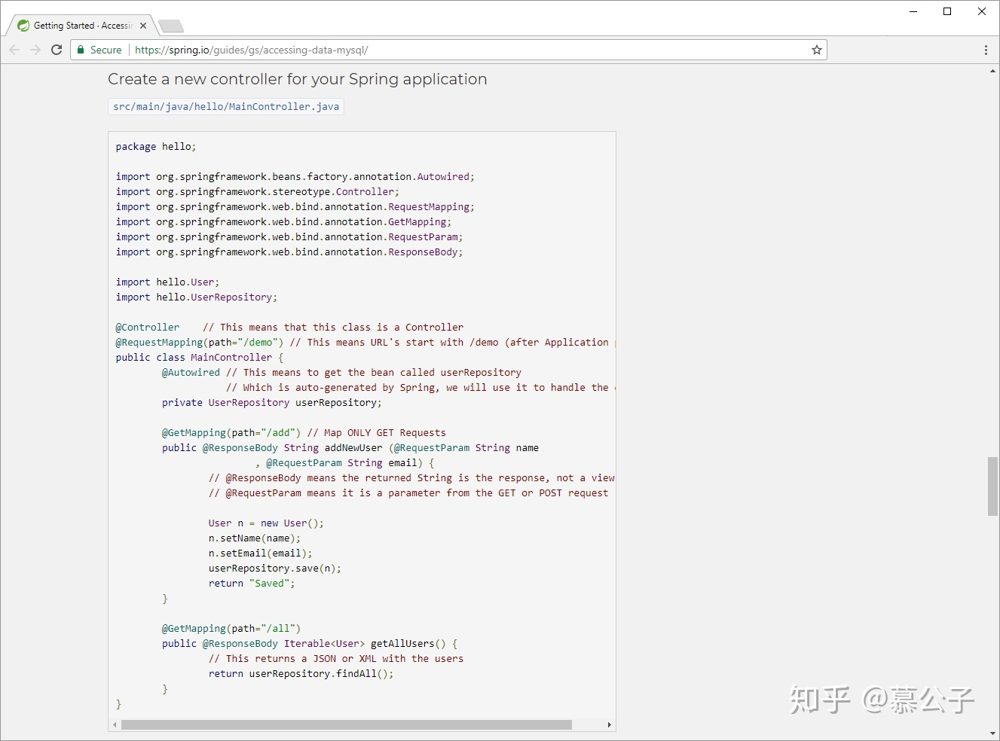 Getting Started · Accessin
Secure
https://spring.io/guides/gs/accessing-data-mysql/
Create a new controller for your Spring application
src/main/java/hello/MainController.java
package hello;
import org.springframework.beans.factory.annotation.Autowired;
import org.springframework.stereotype.Controller;
import org.springframework.web.bind.annotation.RequestMapping;
import org.springframework.web.bind.annotation.GetMapping;
import org.springframework.web.bind.annotation.RequestParam;
import org.springframework.web.bind.annotation.ResponseBody;
import hello.User;
import hello.UserRepository;
@Controller    // This means that this class is a Controller
@RequestMapping(path="/demo") // This means URL's start with /demo (after Application
public class MainController {
@Autowired // This means to get the bean called userRepository
// Which is auto-generated by Spring, we will use it to handle the
private UserRepository userRepository;
@GetMapping(path="/add") // Map ONLY GET Requests
public @ResponseBody String addNewUser (@RequestParam String name
, @RequestParam String email) {
// @ResponseBody means the returned String is the response, not a view
// @RequestParam means it is a parameter from the GET or POST request
User n = new User();
n.setName(name);
n.setEmail(email);
userRepository.save(n);
return "Saved";
}
@GetMapping(path="/all")
public @ResponseBody Iterable<User> getAllUsers() {
// This returns a JSON or XML with the users
return userRepository.findAll();
}
}
知乎 @慕公子